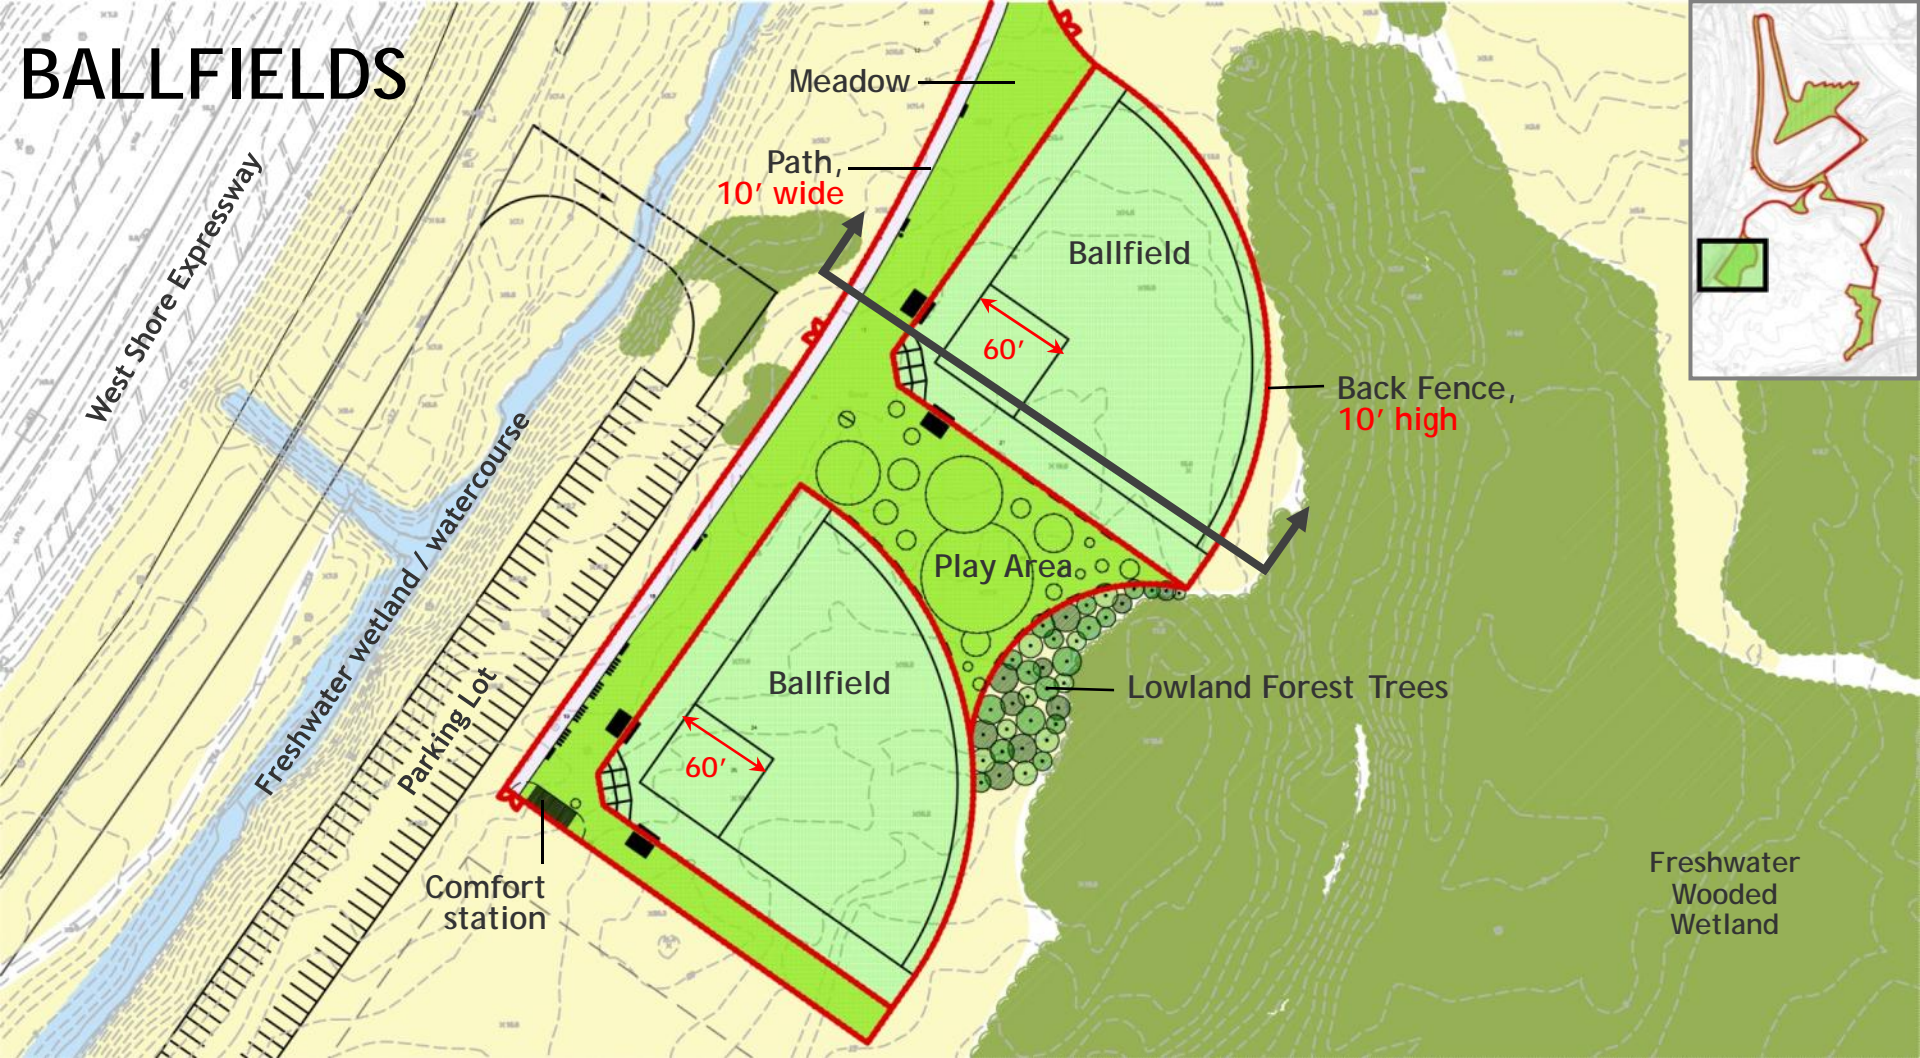 BALLFIELDS
Meadow
Path,
10' wide
West Shore Expressway
Ballfield
60'
Back Fence,
10' high
Freshwater wetland / watercourse
Play Area
Ballfield
60'
Lowland Forest Trees
Parking Lot
Comfort
station
Freshwater
Wooded
Wetland